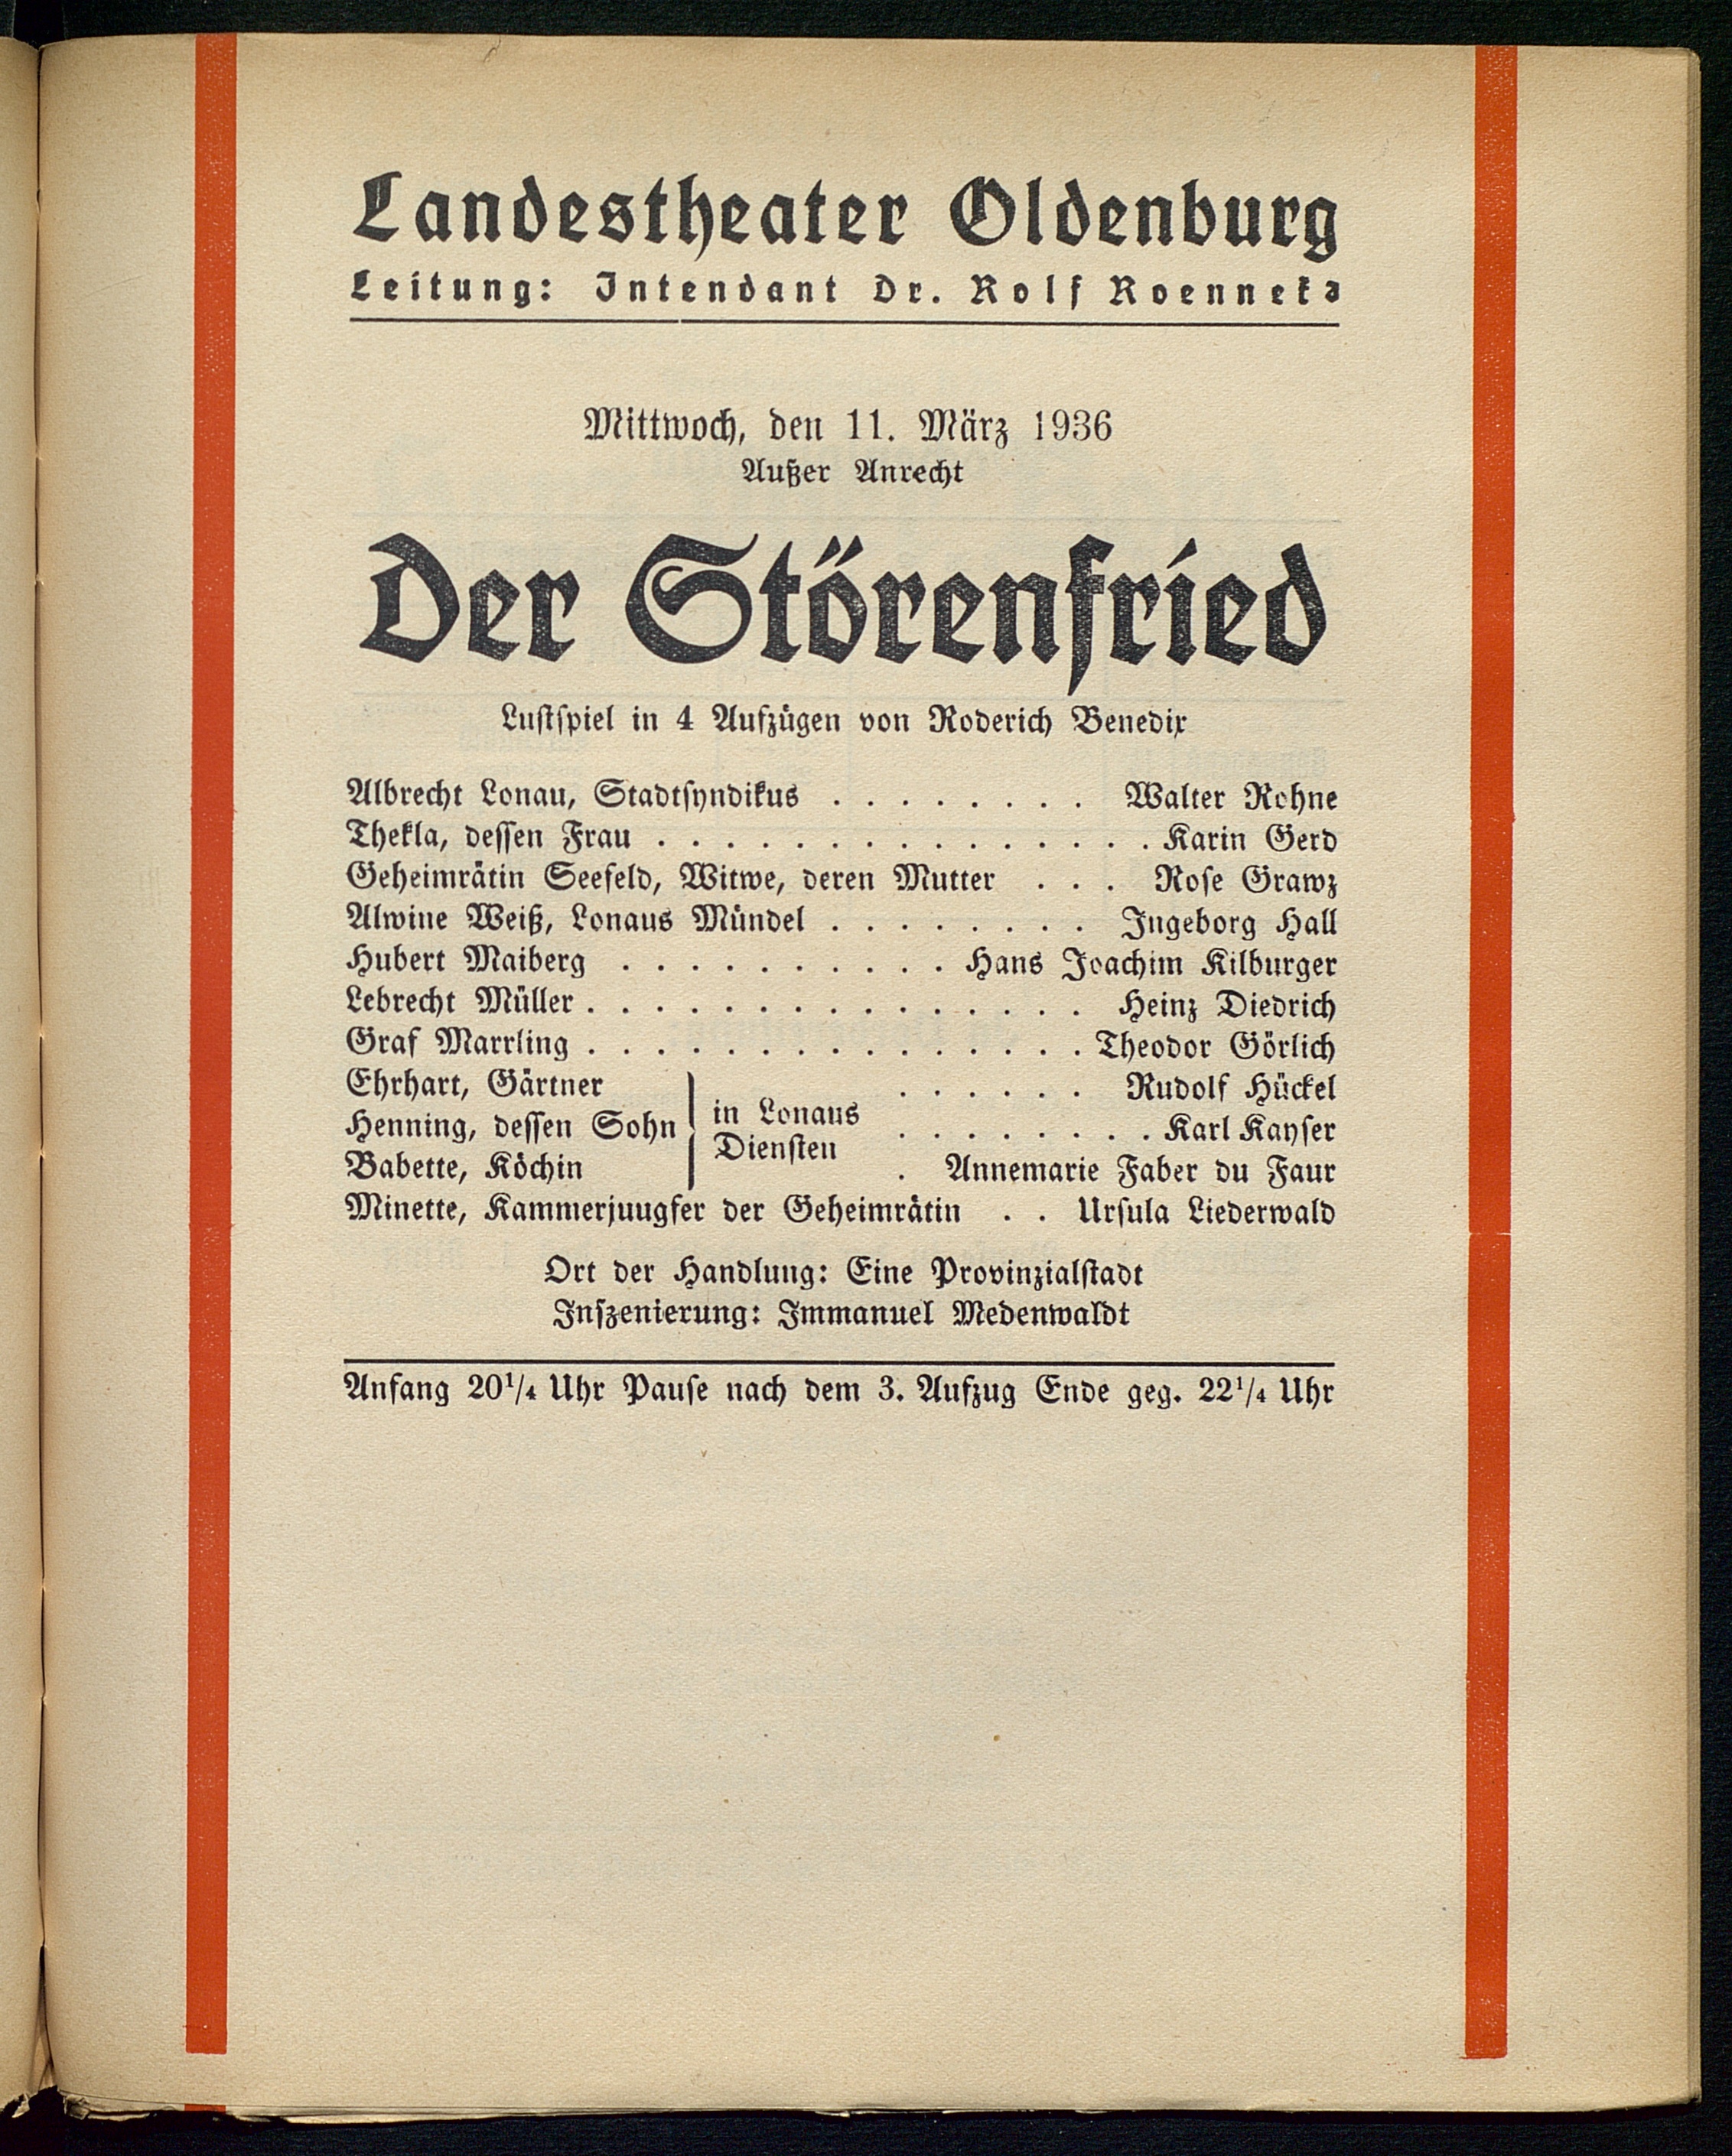 Landestheater Oldenburg
Leitung: Intendant Dr. Rolf Roenneke
Mittwoch, den 11. März 1936
Außer Anrecht
Der Störenfried
Lustspiel in 4 Aufzügen von Roderich Benedix
Albrecht Lonau, Stadtsyndikus . . . . . . . . Walter Rohne
Thekla, dessen Frau . . . . . . . . . . . . . . . Karin Gerd
Geheimrätin Seefeld, Witwe, deren Mutter . . . Rose Grawz
Alwine Weiß, Lonaus Mündel . . . . . . . . Ingeborg Hall
Hubert Maiberg . . . . . . . . . . Hans Joachim Kilburger
Lebrecht Müller . . . . . . . . . . . . . . . Heinz Diedrich
Graf Marrling . . . . . . . . . . . . . . . Theodor Görlich
Ehrhart, Gärtner . . . . . . Rudolf Hückel
Henning, dessen Sohn in Lonaus Diensten . . . . . . . . Karl Kayser
Babette, Köchin . Annemarie Faber du Faur
Minette, Kammerjuugfer der Geheimrätin . . Ursula Liederwald
Ort der Handlung: Eine Provinzialstadt
Inszenierung: Immanuel Medenwaldt
Anfang 20¹/₄ Uhr Pause nach dem 3. Aufzug Ende geg. 22¹/₄ Uhr